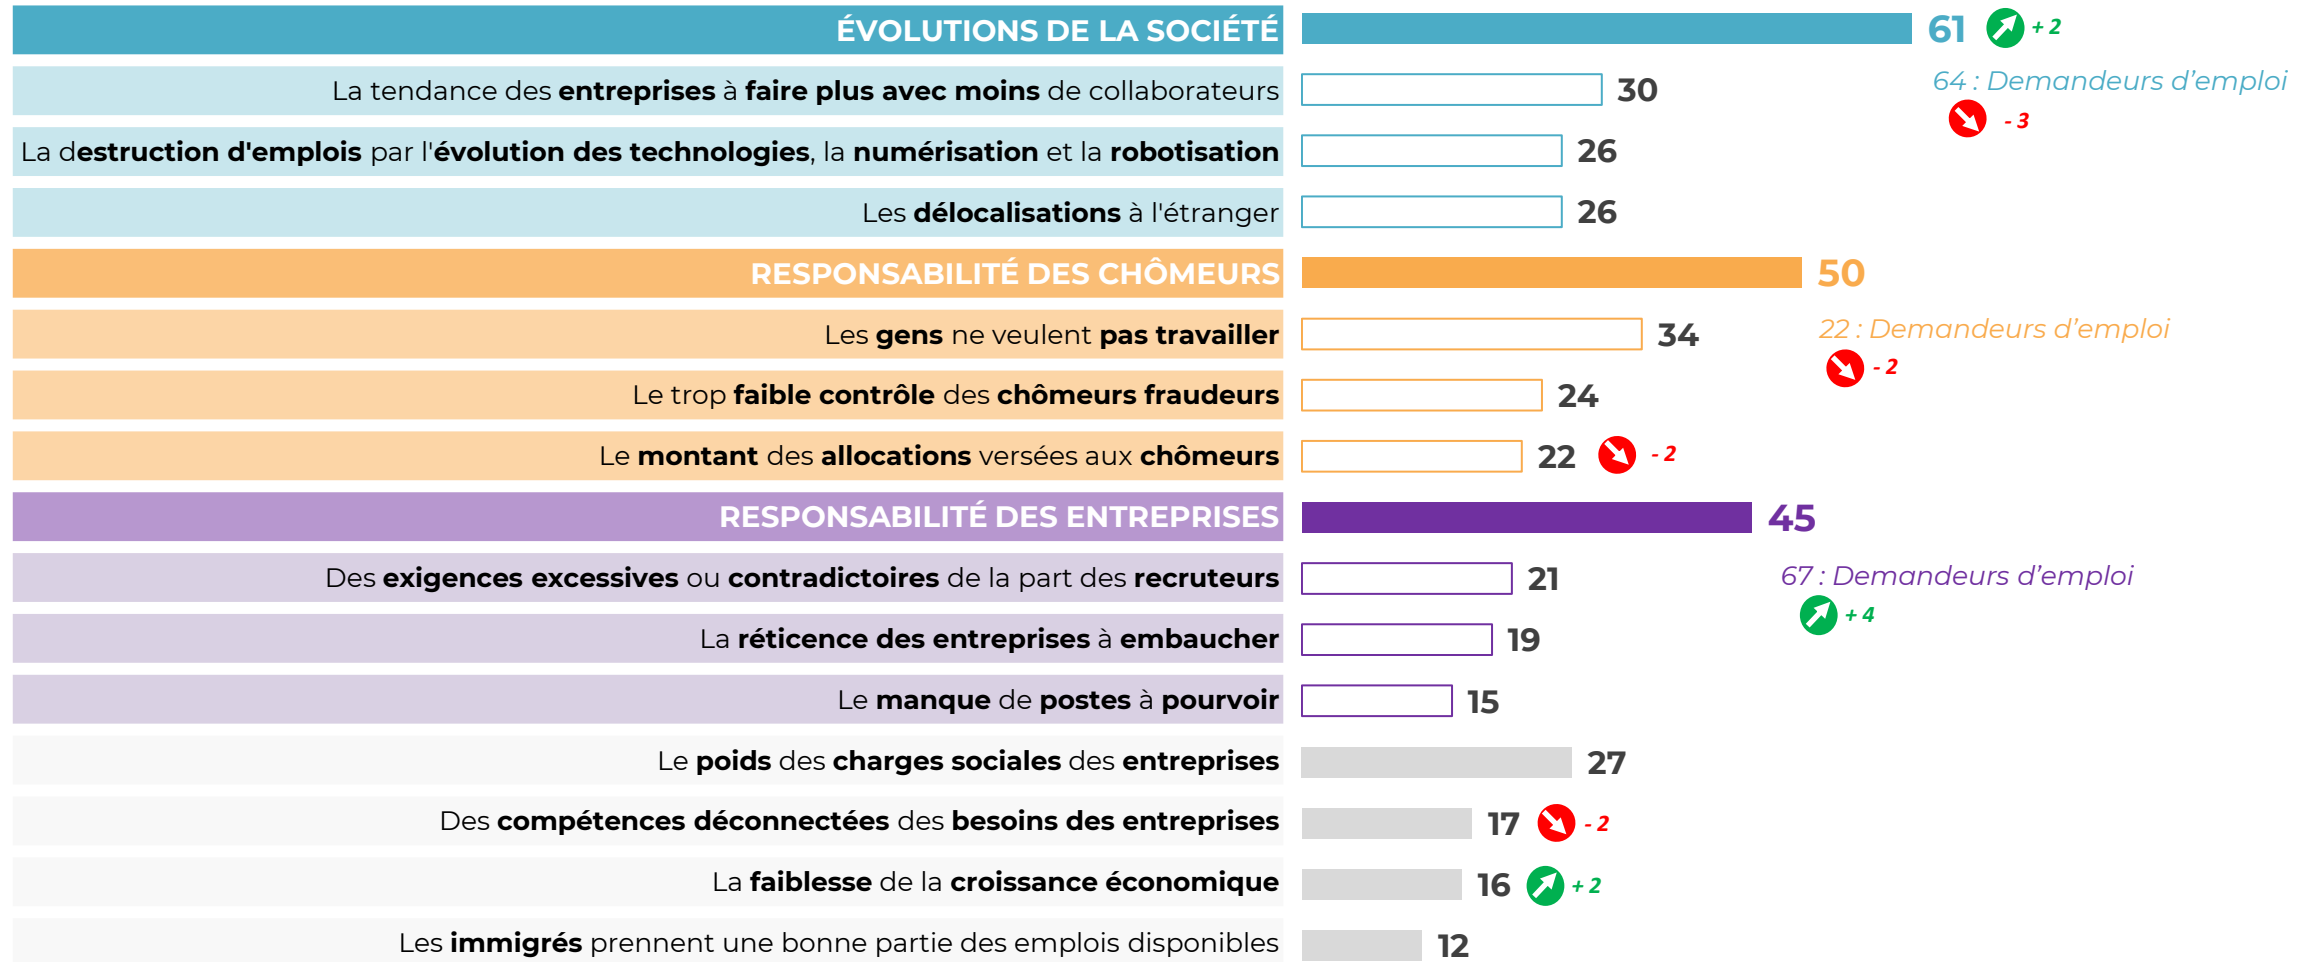 ÉVOLUTIONS DE LA SOCIÉTÉ 61 + 2
La tendance des entreprises à faire plus avec moins de collaborateurs 30
64 : Demandeurs d'emploi
- 3
La destruction d'emplois par l'évolution des technologies, la numérisation et la robotisation 26
Les délocalisations à l'étranger 26
RESPONSABILITÉ DES CHÔMEURS 50
Les gens ne veulent pas travailler 34
22 : Demandeurs d'emploi
- 2
Le trop faible contrôle des chômeurs fraudeurs 24
Le montant des allocations versées aux chômeurs 22 - 2
RESPONSABILITÉ DES ENTREPRISES 45
Des exigences excessives ou contradictoires de la part des recruteurs 21
67 : Demandeurs d'emploi
+ 4
La réticence des entreprises à embaucher 19
Le manque de postes à pourvoir 15
Le poids des charges sociales des entreprises 27
Des compétences déconnectées des besoins des entreprises 17 - 2
La faiblesse de la croissance économique 16 + 2
Les immigrés prennent une bonne partie des emplois disponibles 12